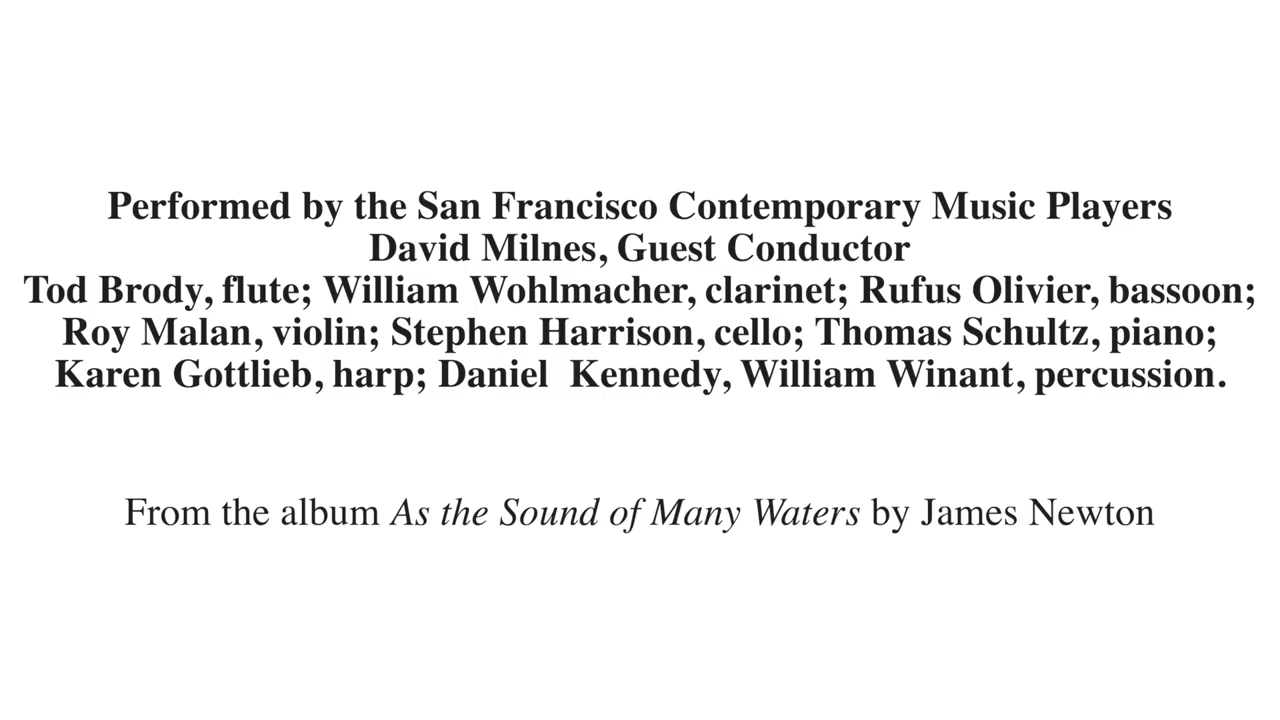 Performed by the San Francisco Contemporary Music Players
David Milnes, Guest Conductor
Tod Brody, flute; William Wohlmacher, clarinet; Rufus Olivier, bassoon;
Roy Malan, violin; Stephen Harrison, cello; Thomas Schultz, piano;
Karen Gottlieb, harp; Daniel  Kennedy, William Winant, percussion.
From the album As the Sound of Many Waters by James Newton